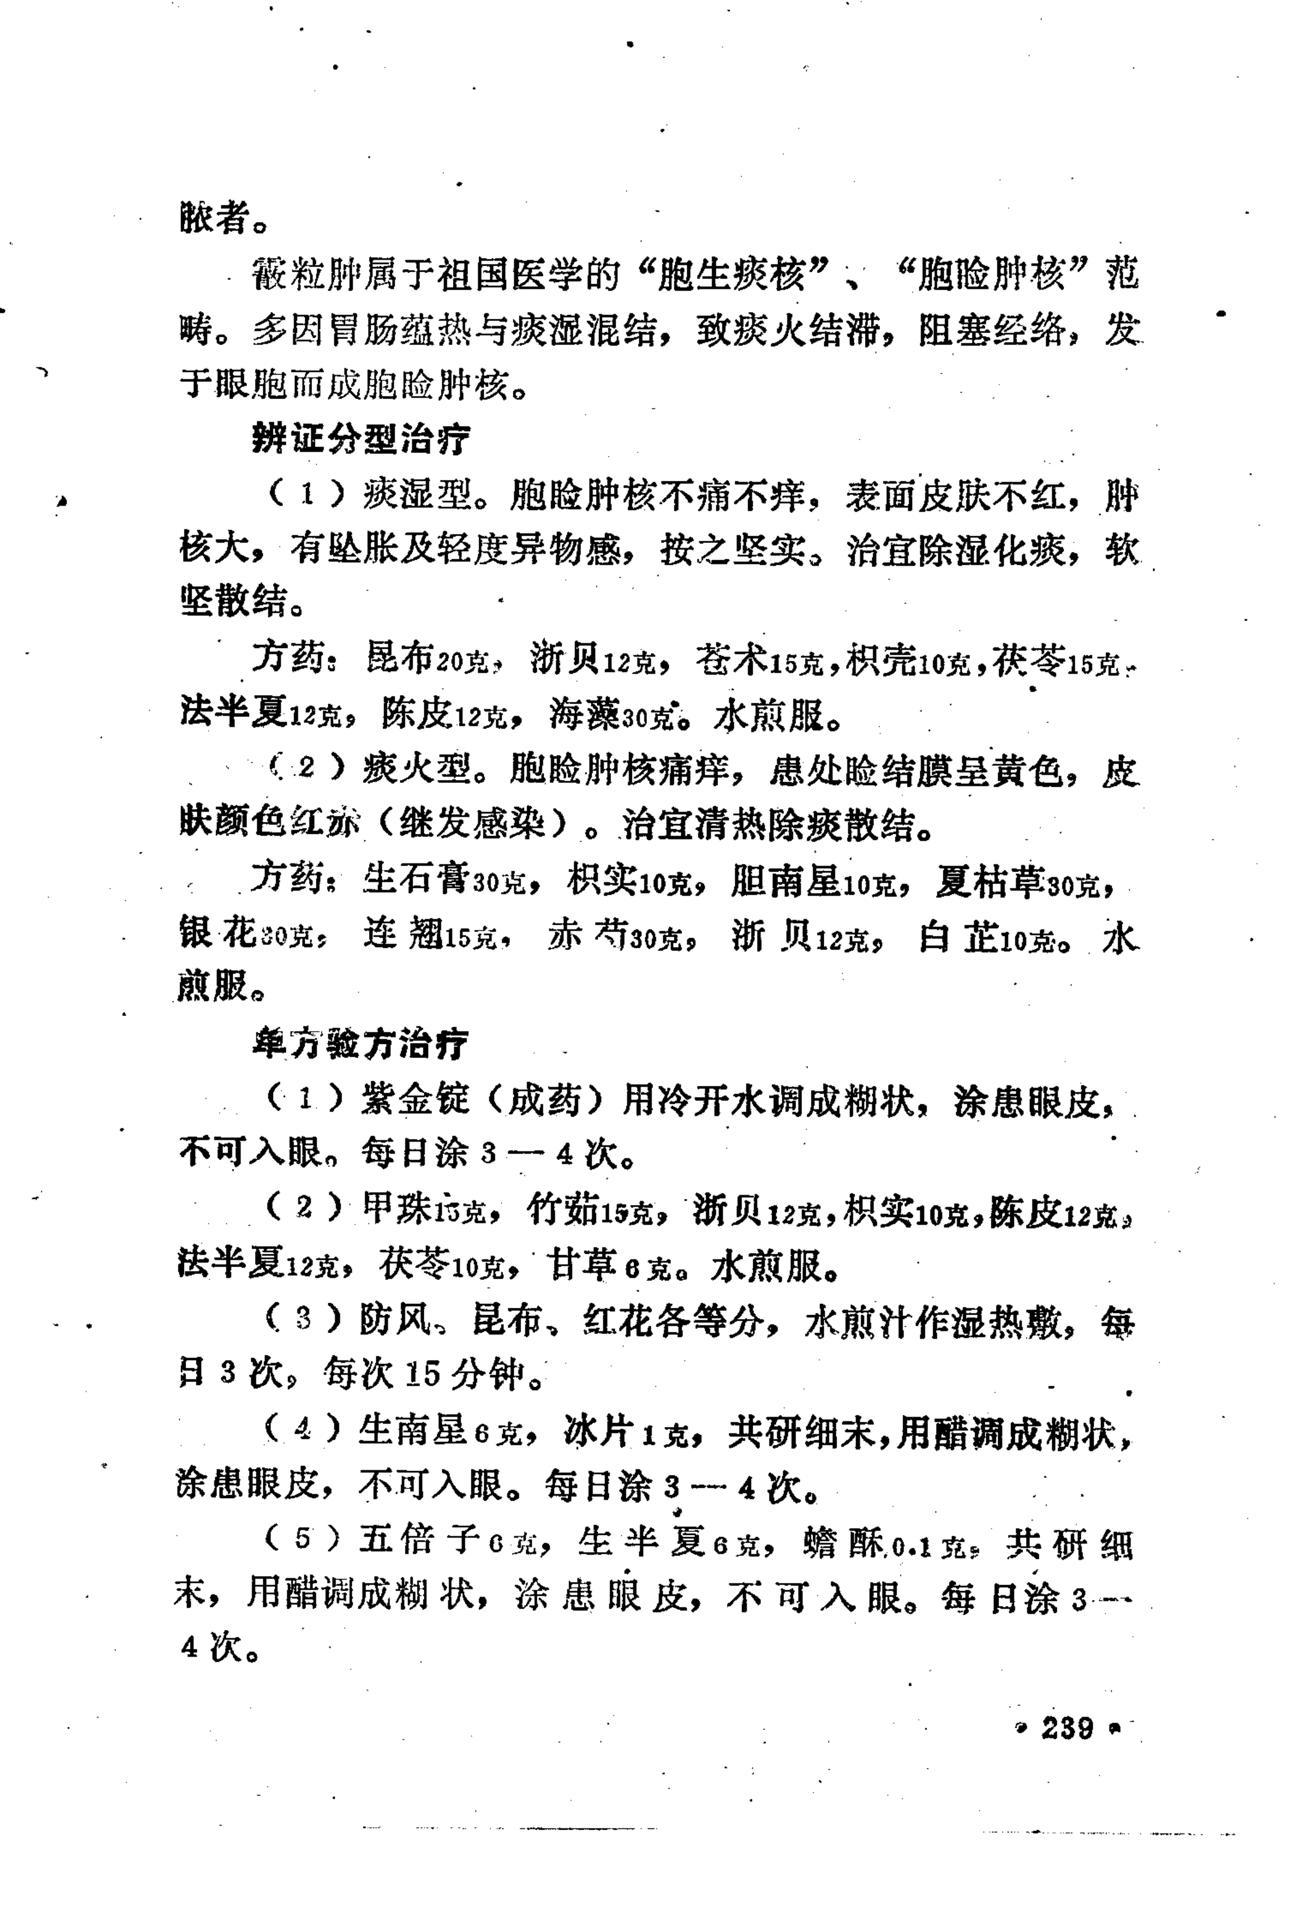 脓者。
霰粒肿属于祖国医学的“胞生痰核”、“胞睑肿核”范
畴。多因胃肠蕴热与痰湿混结，致痰火结滞，阻塞经络，发
于眼胞而成胞睑肿核。
辨证分型治疗
（1）痰湿型。胞睑肿核不痛不痒，表面皮肤不红，肿
核大，有坠胀及轻度异物感，按之坚实。治宜除湿化痰，软
坚散结。
方药：昆布20克，浙贝12克，苍术15克，枳壳10克，茯苓15克，
法半夏12克，陈皮12克，海藻30克。水煎服。
（2）痰火型。胞睑肿核痛痒，患处睑结膜呈黄色，皮
肤颜色红赤（继发感染）。治宜清热除痰散结。
方药：生石膏30克，枳实10克，胆南星10克，夏枯草30克，
银花30克，连翘15克，赤芍30克，浙贝12克，白芷10克。水
煎服。
单方验方治疗
（1）紫金锭（成药）用冷开水调成糊状，涂患眼皮，
不可入眼。每日涂3—4次。
（2）甲珠15克，竹茹15克，浙贝12克，枳实10克，陈皮12克，
法半夏12克，茯苓10克，甘草6克。水煎服。
（3）防风、昆布、红花各等分，水煎汁作湿热敷，每
日3次，每次15分钟。
（4）生南星6克，冰片1克，共研细末，用醋调成糊状，
涂患眼皮，不可入眼。每日涂3—4次。
（5）五倍子6克，生半夏6克，蟾酥0.1克，共研细
末，用醋调成糊状，涂患眼皮，不可入眼。每日涂3—
4次。
•239•